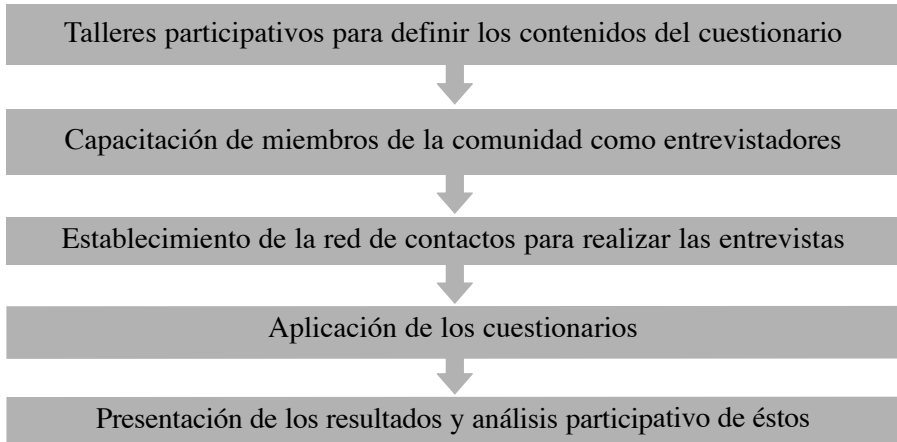 Talleres participativos para definir los contenidos del cuestionario
Capacitación de miembros de la comunidad como entrevistadores
Establecimiento de la red de contactos para realizar las entrevistas
Aplicación de los cuestionarios
Presentación de los resultados y análisis participativo de éstos